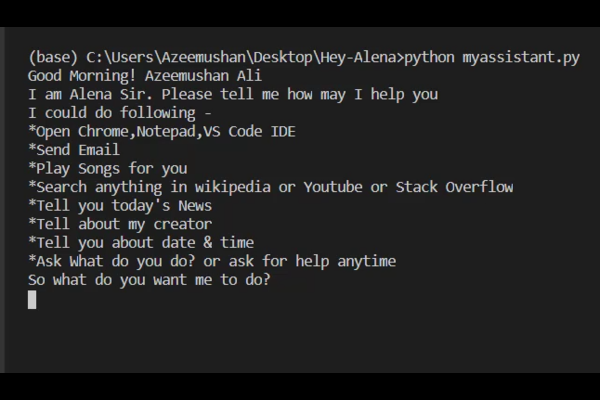 (base) C:\Users\Azeemushan\Desktop\Hey-Alena>python myassistant.py
Good Morning! Azeemushan Ali
I am Alena Sir. Please tell me how may I help you
I could do following -
*Open Chrome,Notepad,VS Code IDE
*Send Email
*Play Songs for you
*Search anything in wikipedia or Youtube or Stack Overflow
*Tell you today's News
*Tell about my creator
*Tell you about date & time
*Ask What do you do? or ask for help anytime
So what do you want me to do?